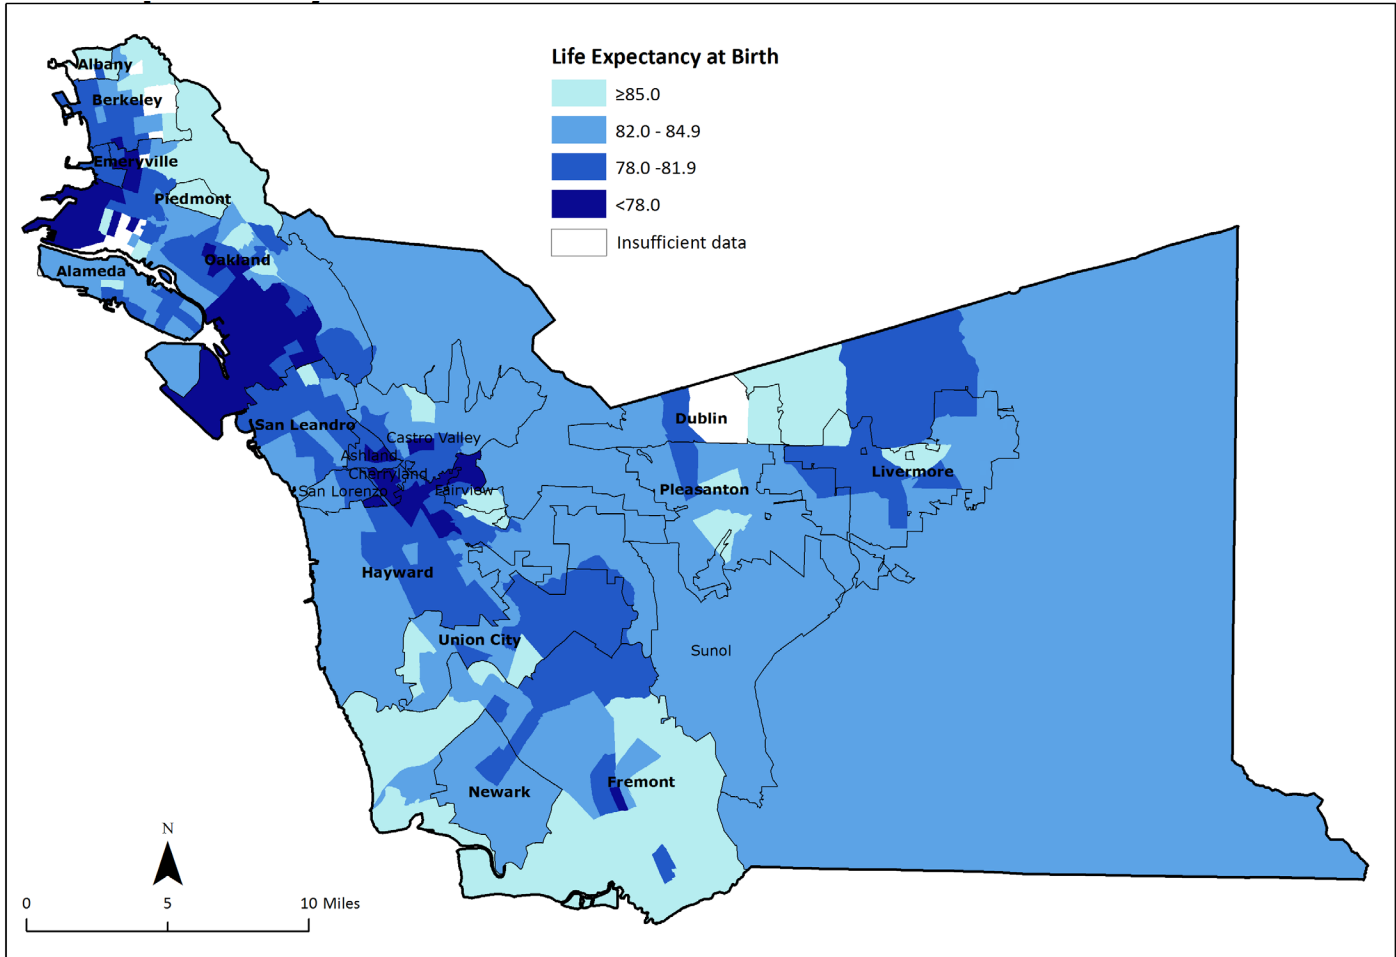 Life Expectancy at Birth
≥85.0
82.0 - 84.9
78.0 -81.9
<78.0
Insufficient data
Albany
Berkeley
Emeryville
Piedmont
Oakland
Alameda
San Leandro
Castro Valley
Ashland
Cherryland
San Lorenzo
Fairview
Dublin
Livermore
Pleasanton
Hayward
Union City
Sunol
Newark
Fremont
N
0 5 10 Miles